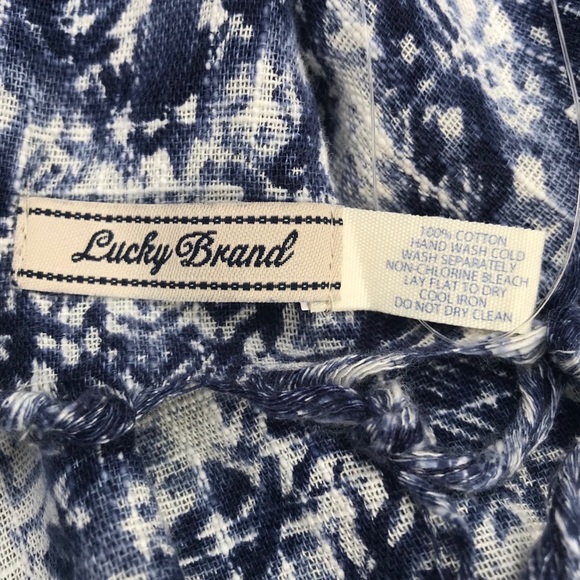 Lucky Brand
100% COTTON
HAND WASH COLD
WASH SEPARATELY
NON-CHLORINE BLEACH
LAY FLAT TO DRY
COOL IRON
DO NOT DRY CLEAN